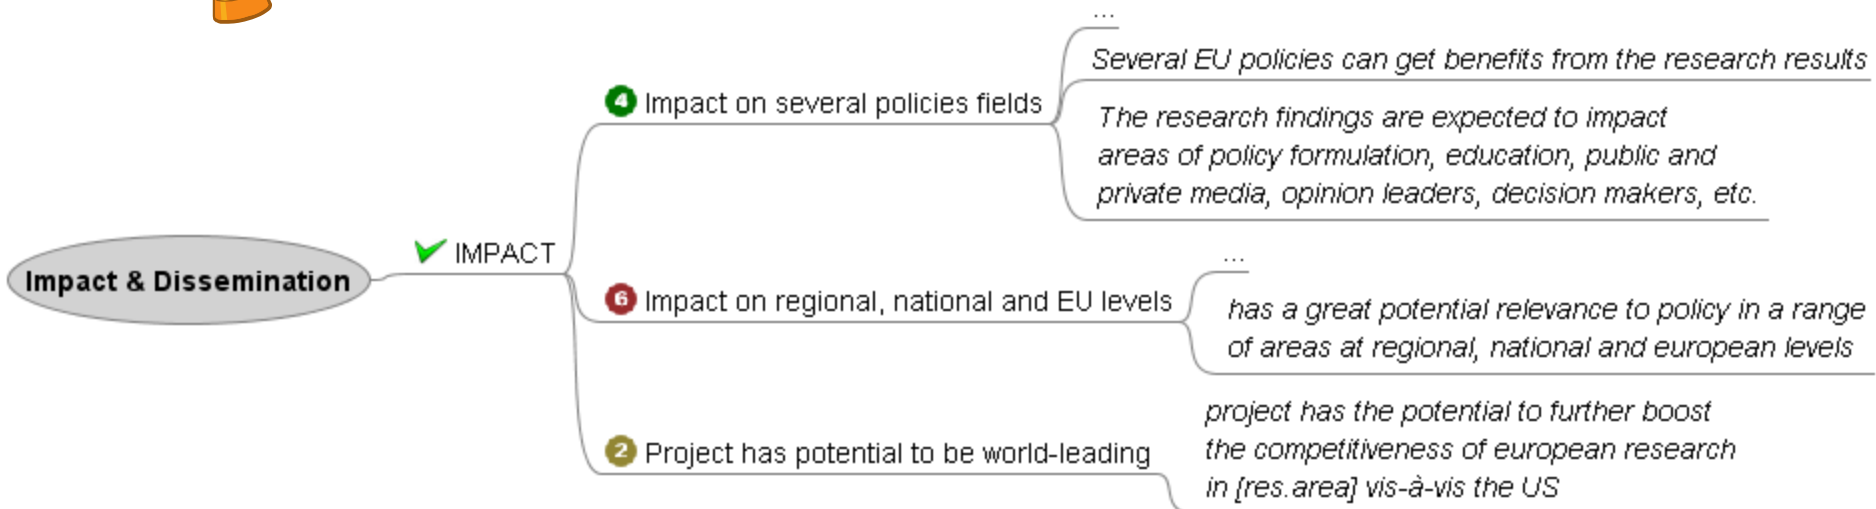 ...
Several EU policies can get benefits from the research results
4 Impact on several policies fields
The research findings are expected to impact
areas of policy formulation, education, public and
private media, opinion leaders, decision makers, etc.
Impact & Dissemination
IMPACT
...
6 Impact on regional, national and EU levels
has a great potential relevance to policy in a range
of areas at regional, national and european levels
2 Project has potential to be world-leading
project has the potential to further boost
the competitiveness of european research
in [res.area] vis-à-vis the US